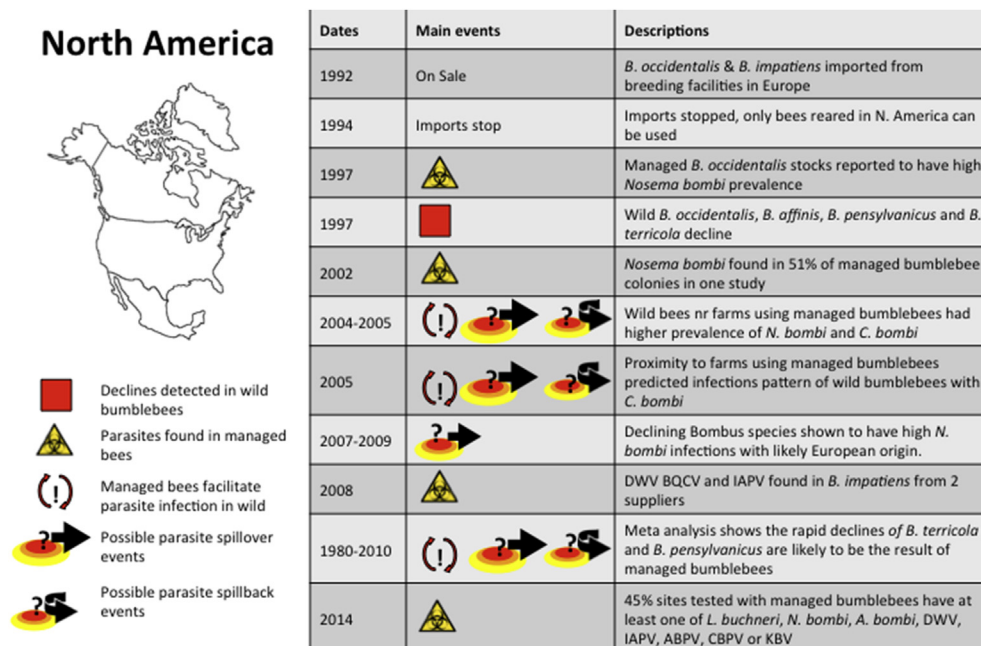 North America
Declines detected in wild
bumblebees
Parasites found in managed
bees
Managed bees facilitate
parasite infection in wild
Possible parasite spillover
events
Possible parasite spillback
events
Dates Main events Descriptions
1992 On Sale B. occidentalis & B. impatiens imported from
breeding facilities in Europe
1994 Imports stop Imports stopped, only bees reared in N. America can
be used
1997 Managed B. occidentalis stocks reported to have high
Nosema bombi prevalence
1997 Wild B. occidentalis, B. affinis, B. pensylvanicus and B.
terricola decline
2002 Nosema bombi found in 51% of managed bumblebee
colonies in one study
2004-2005 Wild bees nr farms using managed bumblebees had
higher prevalence of N. bombi and C. bombi
2005 Proximity to farms using managed bumblebees
predicted infections pattern of wild bumblebees with
C. bombi
2007-2009 Declining Bombus species shown to have high N.
bombi infections with likely European origin.
2008 DWV BQCV and IAPV found in B. impatiens from 2
suppliers
1980-2010 Meta analysis shows the rapid declines of B. terricola
and B. pensylvanicus are likely to be the result of
managed bumblebees
2014 45% sites tested with managed bumblebees have at
least one of L. buchneri, N. bombi, A. bombi, DWV,
IAPV, ABPV, CBPV or KBV